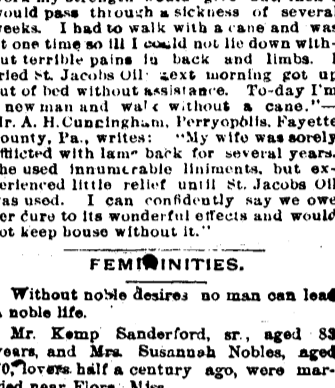 would pass through a sickness of several
weeks. I had to walk with a cane and was
at one time so ill I could not lie down with-
out terrible pains in back and limbs. I
tried St. Jacobs Oil; next morning got up
out of bed without assistance. To-day I'm
a new man and walk without a cane."—
Mr. A. H. Cunningham, Perryopolis, Fayette
county, Pa., writes: "My wife was sorely
afflicted with lame back for several years.
She used innumerable liniments, but ex-
perienced little relief until St. Jacobs Oil
was used. I can confidently say we owe
her cure to its wonderful effects and would
not keep house without it."
FEMININITIES.
Without noble desires no man can lead
a noble life.
Mr. Kemp Sanderford, sr., aged 83
years, and Mrs. Susannah Nobles, aged
70, lovers half a century ago, were mar-
ried near Flora, Miss.